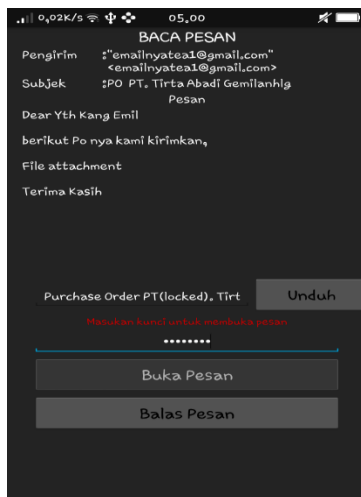 0,02K/s 05.00
BACA PESAN
Pengirim :"emailnyatea1@gmail.com" <emailnyatea1@gmail.com>
Subjek :PO PT. Tirta Abadi Gemilanhlg
Pesan
Dear Yth Kang Emil
berikut Po nya kami kirimkan,
File attachment
Terima Kasih
Purchase Order PT(locked). Tirt Unduh
Masukan kunci untuk membuka pesan
••••••••
Buka Pesan
Balas Pesan